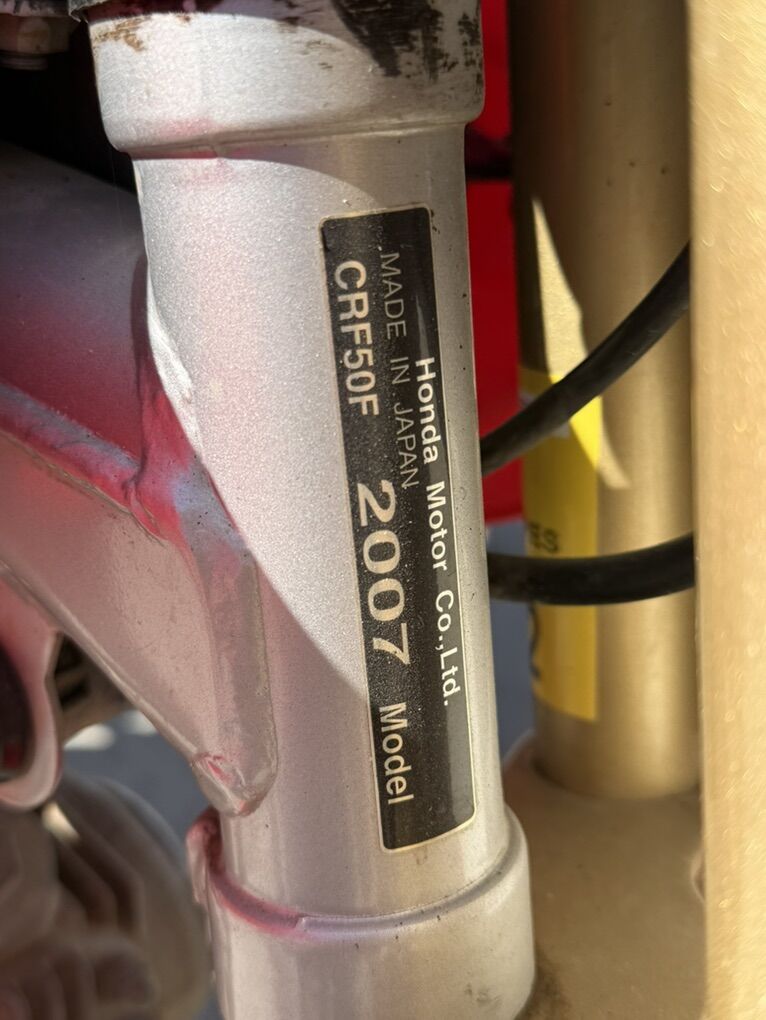 Honda Motor Co.,Ltd.
MADE IN JAPAN
CRF50F 2007 Model